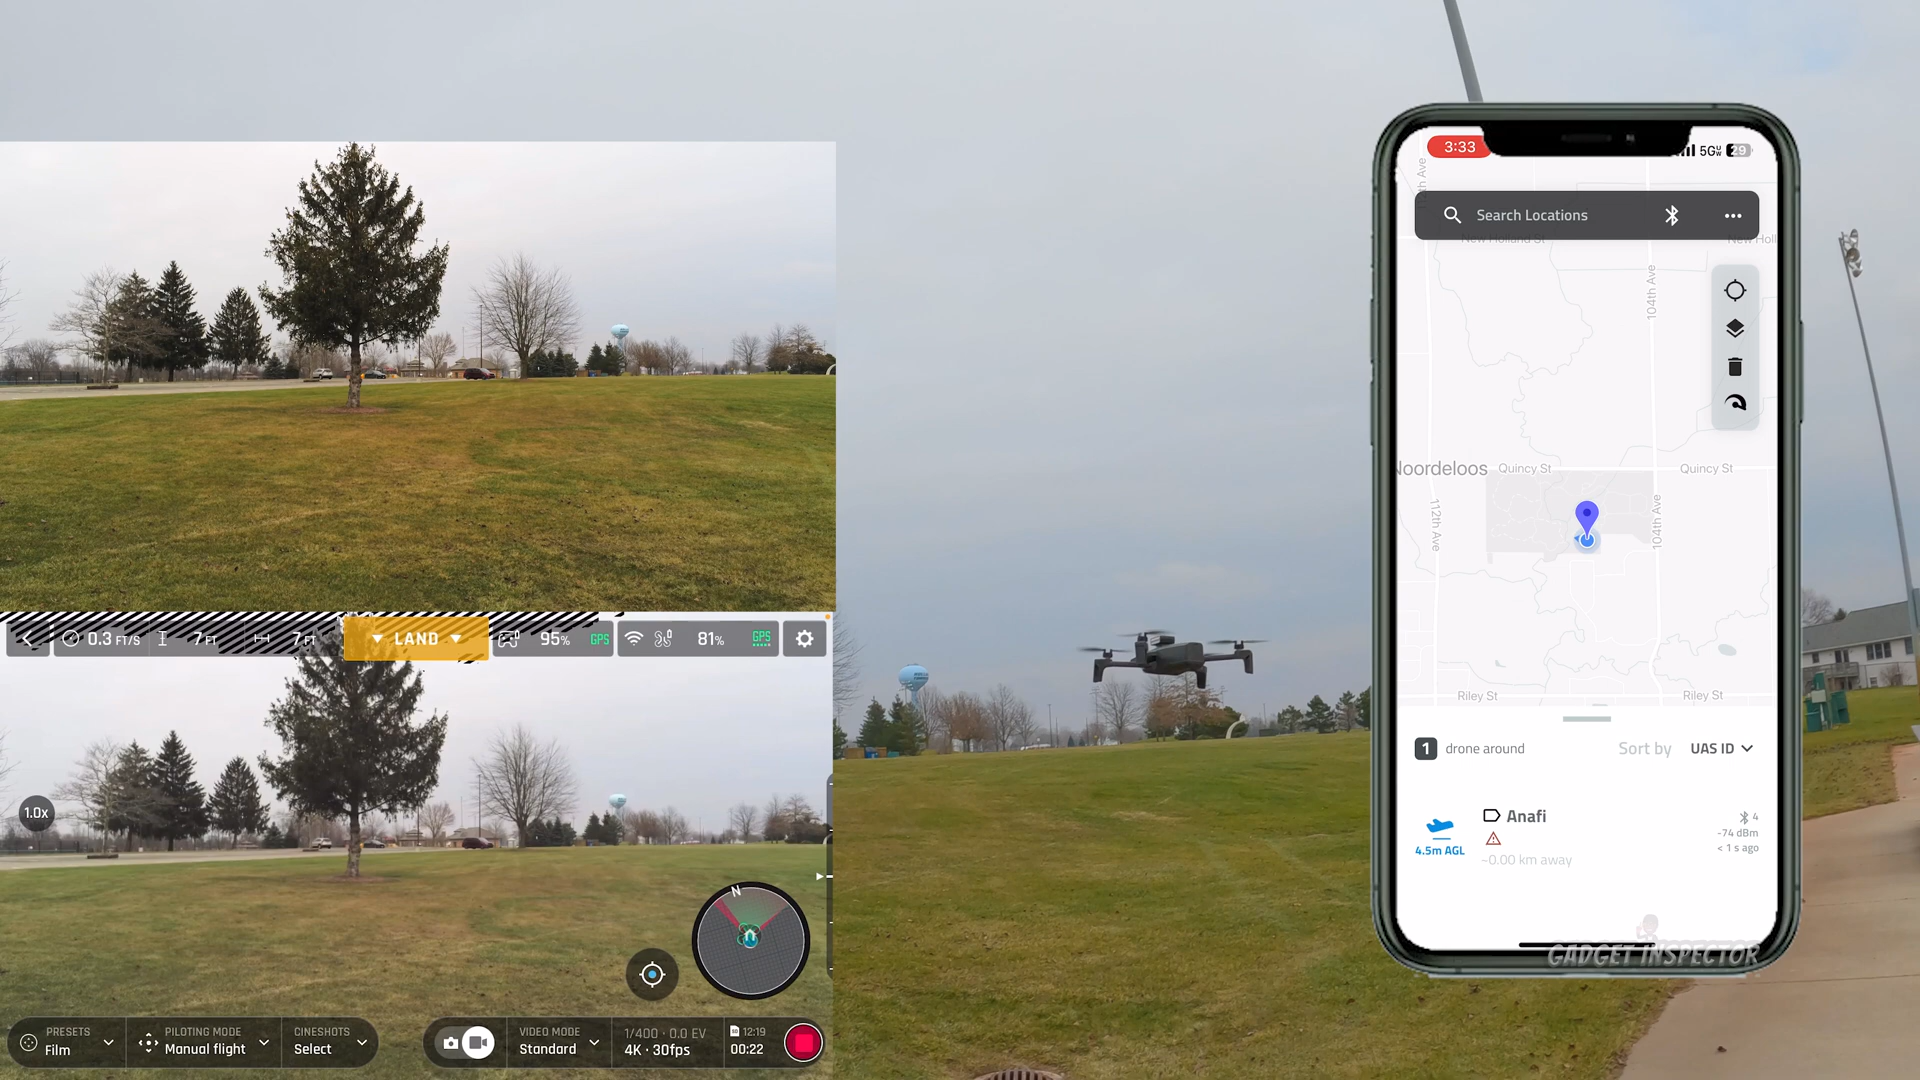 0.3 FT/S
7 FT
7 FT
LAND
95%
GPS
81%
GPS
1.0x
N
PRESETS
Film
PILOTING MODE
Manual flight
CINESHOTS
Select
VIDEO MODE
Standard
1/400 · 0.0 EV
4K · 30fps
12:19
00:22
3:33
5G
29
Search Locations
New Holland St
New Holl
104th Ave
Noordeloos
Quincy St
Quincy St
112th Ave
104th Ave
Riley St
Riley St
1 drone around
Sort by UAS ID
Anafi
4.5m AGL
~0.00 km away
4
-74 dBm
< 1 s ago
GADGET INSPECTOR